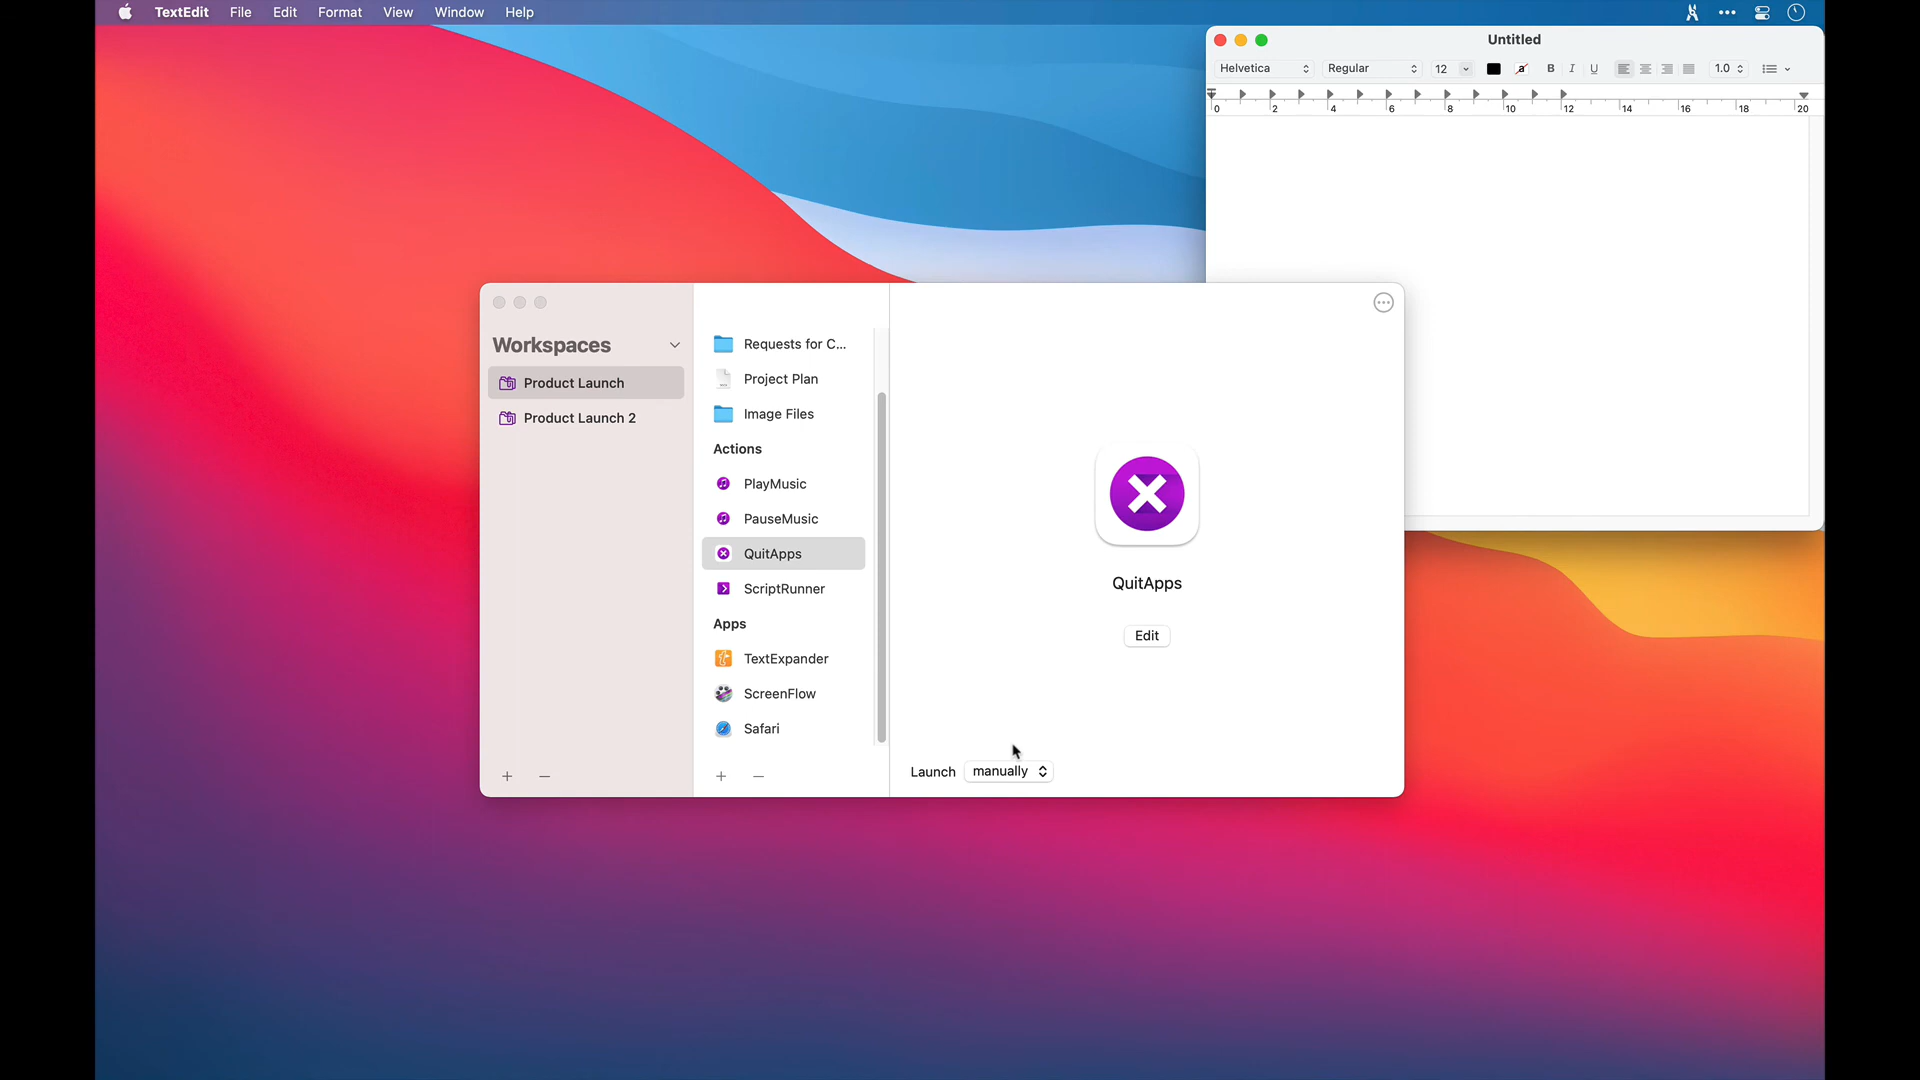 TextEdit File Edit Format View Window Help
Untitled
Helvetica Regular 12 a B I U 1.0
0 2 4 6 8 10 12 14 16 18 20
Workspaces
Product Launch
Product Launch 2
Requests for C...
Project Plan
Image Files
Actions
PlayMusic
PauseMusic
QuitApps
ScriptRunner
Apps
TextExpander
ScreenFlow
Safari
QuitApps
Edit
Launch manually